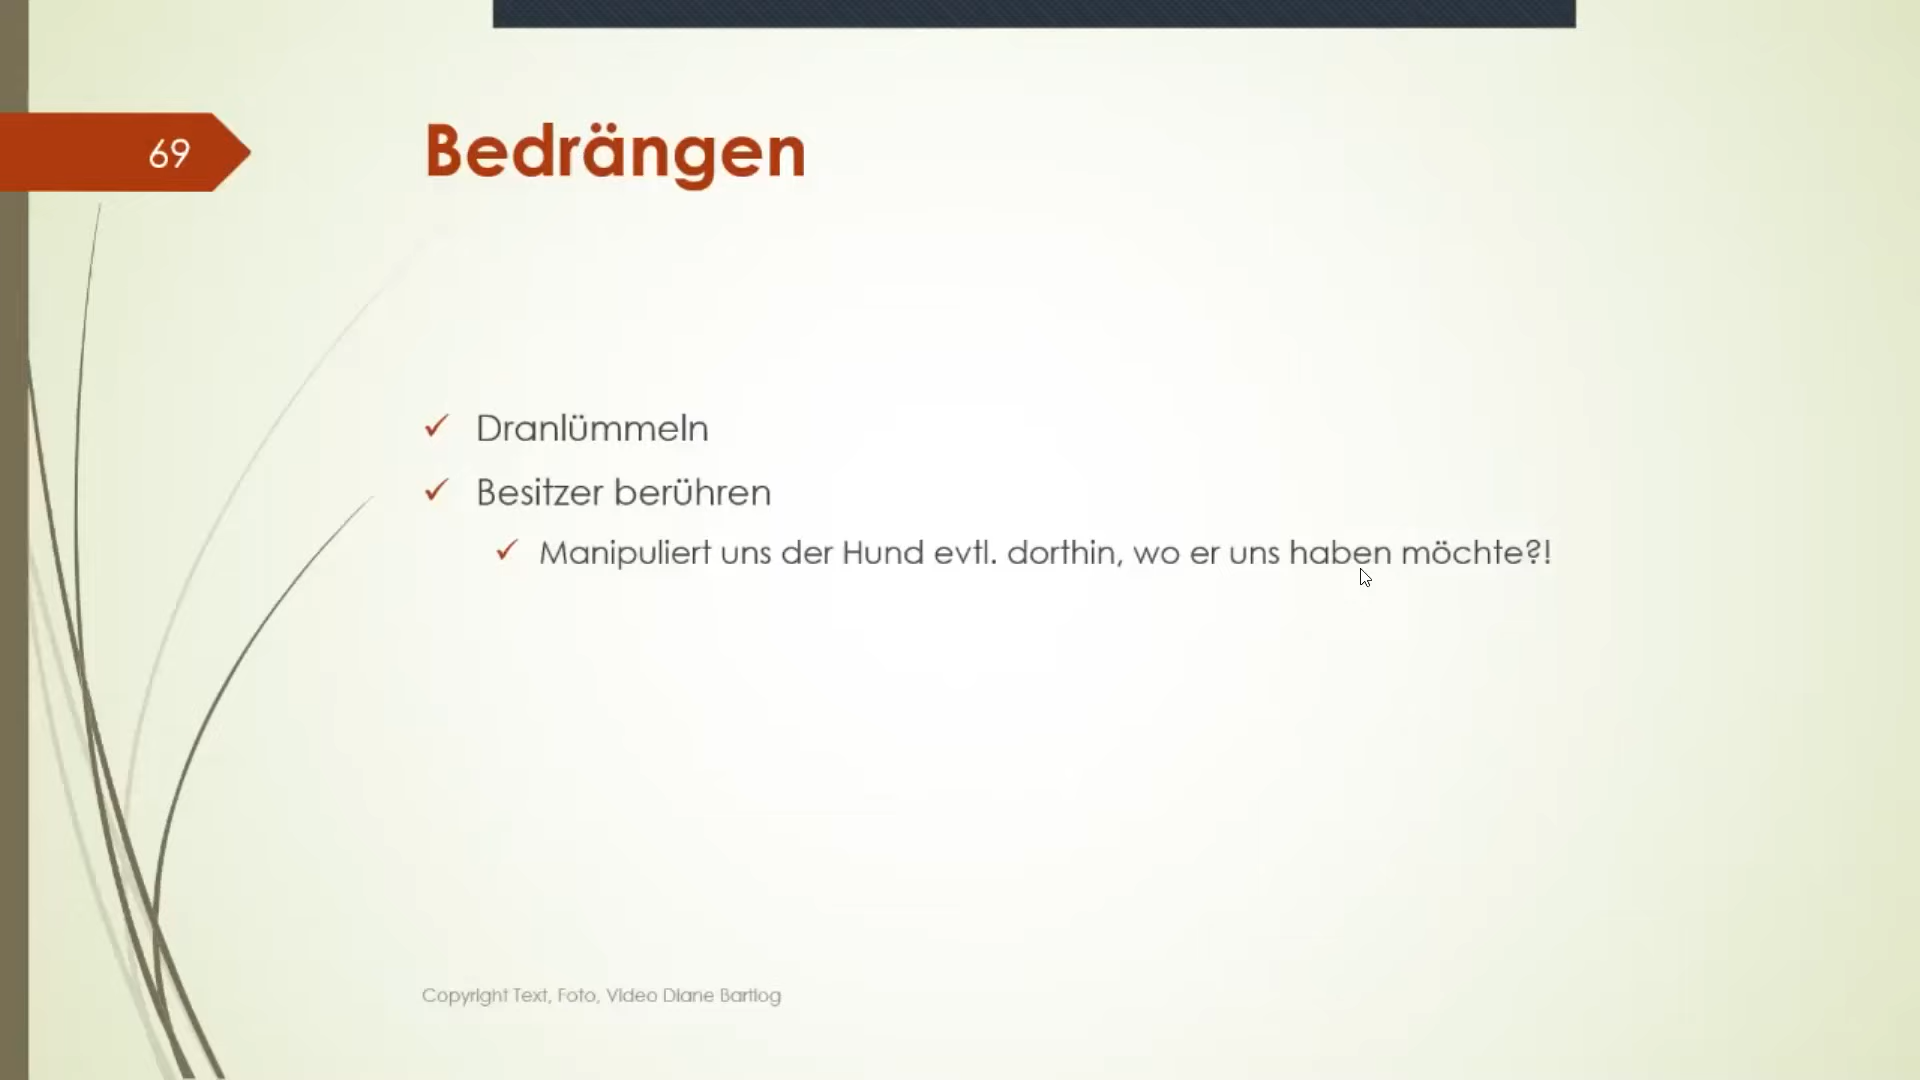 69
Bedrängen
Dranlümmeln
Besitzer berühren
Manipuliert uns der Hund evtl. dorthin, wo er uns haben möchte?!
Copyright Text, Foto, Video Diane Bartlog